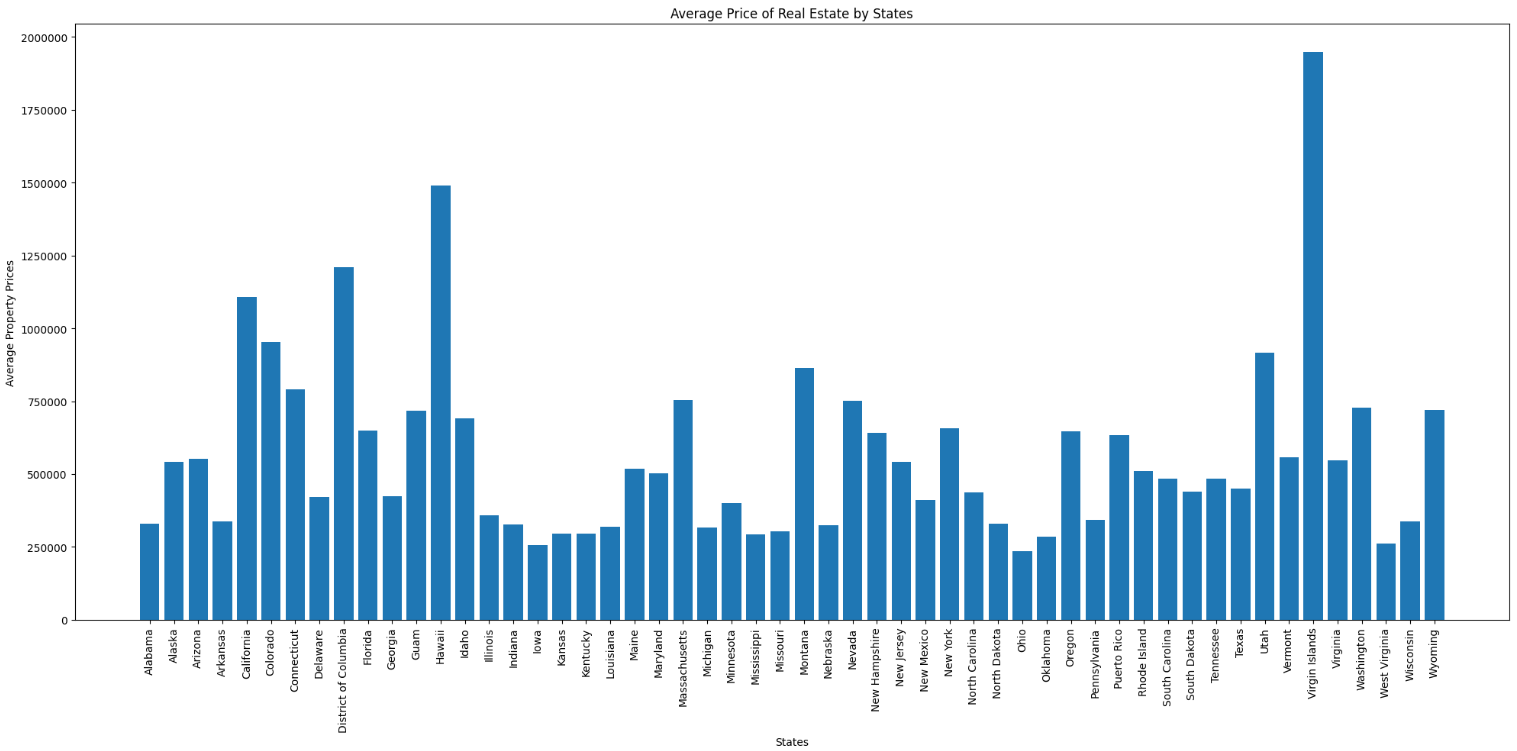 Average Price of Real Estate by States
Average Property Prices
2000000
1750000
1500000
1250000
1000000
750000
500000
250000
0
Alabama
Alaska
Arizona
Arkansas
California
Colorado
Connecticut
Delaware
District of Columbia
Florida
Georgia
Guam
Hawaii
Idaho
Illinois
Indiana
Iowa
Kansas
Kentucky
Louisiana
Maine
Maryland
Massachusetts
Michigan
Minnesota
Mississippi
Missouri
Montana
Nebraska
Nevada
New Hampshire
New Jersey
New Mexico
New York
North Carolina
North Dakota
Ohio
Oklahoma
Oregon
Pennsylvania
Puerto Rico
Rhode Island
South Carolina
South Dakota
Tennessee
Texas
Utah
Vermont
Virgin Islands
Virginia
Washington
West Virginia
Wisconsin
Wyoming
States